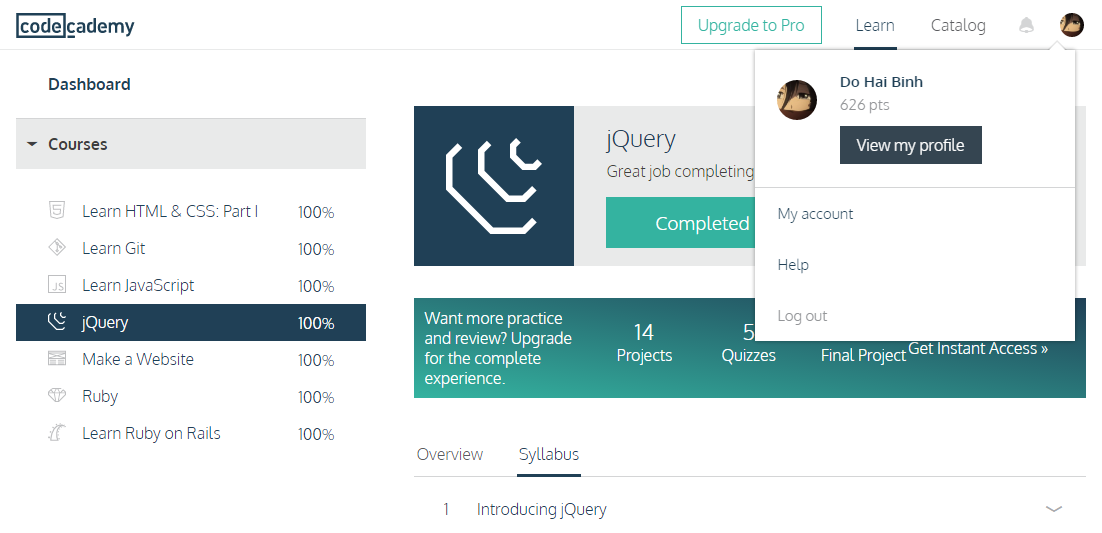 codecademy
Upgrade to Pro
Learn
Catalog
Dashboard
Do Hai Binh
626 pts
View my profile
My account
Help
Log out
Courses
Learn HTML & CSS: Part I 100%
Learn Git 100%
Learn JavaScript 100%
jQuery 100%
Make a Website 100%
Ruby 100%
Learn Ruby on Rails 100%
jQuery
Great job completing
Completed
Want more practice
and review? Upgrade
for the complete
experience.
14
Projects
5
Quizzes
Final Project
Get Instant Access »
Overview
Syllabus
1 Introducing jQuery